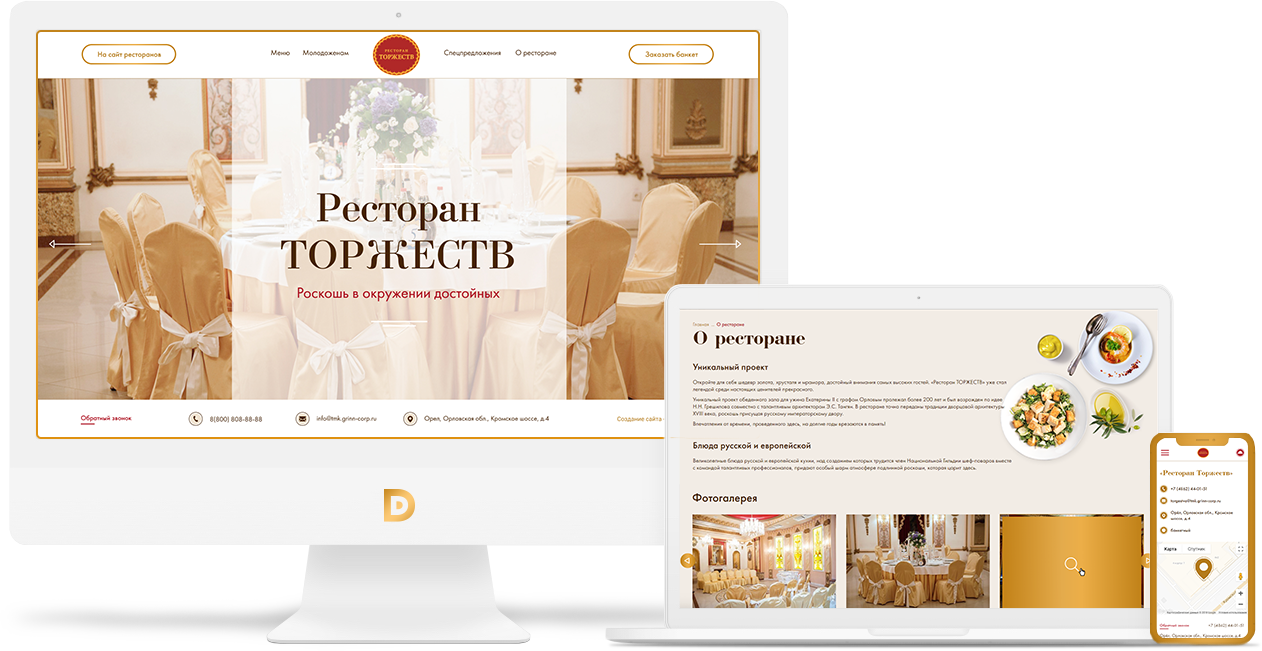 На сайт ресторанов
Меню
Молодоженам
РЕСТОРАН
ТОРЖЕСТВ
Спецпредложения
О ресторане
Заказать банкет
Ресторан
ТОРЖЕСТВ
Роскошь в окружении достойных
Обратный звонок
8(800) 808-88-88
info@tmk.grinn-corp.ru
Орел, Орловская обл., Кромское шоссе, д.4
Создание сайта
D
Главная ... О ресторане
О ресторане
Уникальный проект
Откройте для себя шедевр золота, хрусталя и мрамора, достойный внимания самых высоких гостей. «Ресторан ТОРЖЕСТВ» уже стал
легендой среди настоящих ценителей прекрасного.
Уникальный проект обеденного зала для ужина Екатерины II с графом Орловым пролежал более 200 лет и был возрожден по идее
Н.Н. Грешилова совместно с талантливым архитектором Э.С. Тангян. В ресторане точно переданы традиции дворцовой архитектуры
XVIII века, роскошь присущая русскому императорскому двору.
Впечатления от времени, проведенного здесь, на долгие годы врезаются в память!
Блюда русской и европейской
Великолепные блюда русской и европейской кухни, над созданием которых трудится член Национальной Гильдии шеф-поваров вместе
с командой талантливых профессионалов, придают особый шарм атмосфере подлинной роскоши, которая царит здесь.
Фотогалерея
«Ресторан Торжеств»
+7 (4862) 44-01-31
torgestva@tmk.grinn-corp.ru
Орёл, Орловская обл., Кромское
шоссе, д.4
Карта
Спутник
Обратный звонок
+7 (4862) 44-01-31
Орёл, Орловская обл., Кромское шоссе, д.4